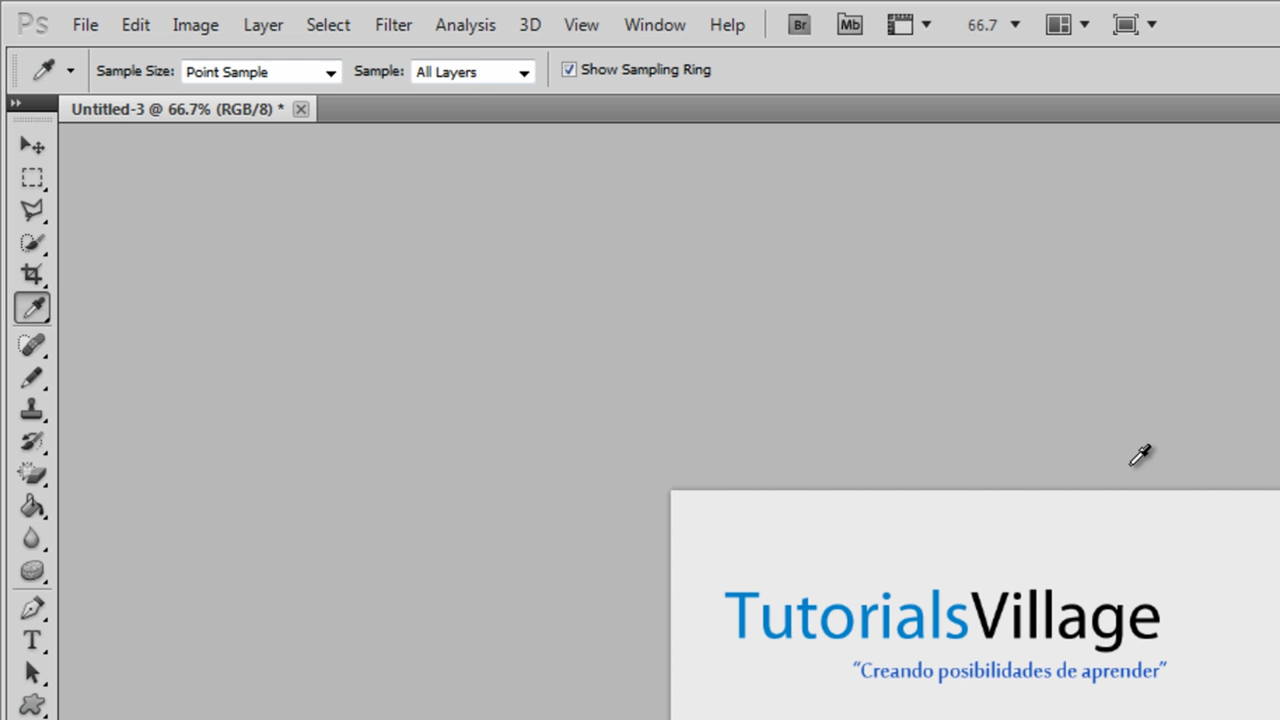 Ps File Edit Image Layer Select Filter Analysis 3D View Window Help Br Mb 66.7
Sample Size: Point Sample Sample: All Layers Show Sampling Ring
Untitled-3 @ 66.7% (RGB/8) *
T
TutorialsVillage
“Creando posibilidades de aprender”